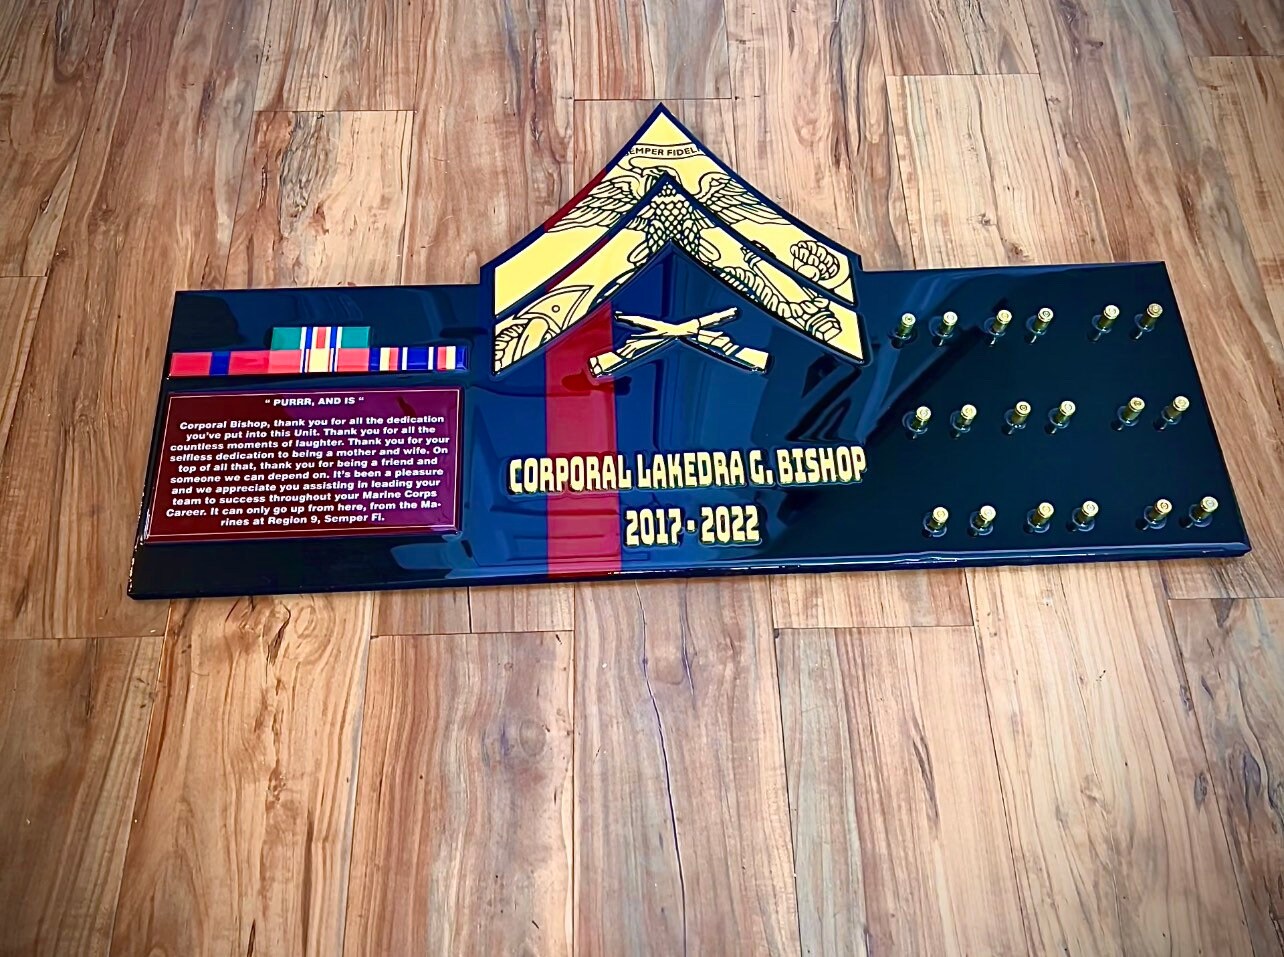 EMPER FIDEL
" PURRR, AND IS "
Corporal Bishop, thank you for all the dedication
you've put into this Unit. Thank you for all the
countless moments of laughter. Thank you for your
selfless dedication to being a mother and wife. On
top of all that, thank you for being a friend and
someone we can depend on. It's been a pleasure
and we appreciate you assisting in leading your
team to success throughout your Marine Corps
Career. It can only go up from here, from the Ma-
rines at Region 9, Semper Fi.
CORPORAL LAKEDRA G. BISHOP
2017 - 2022